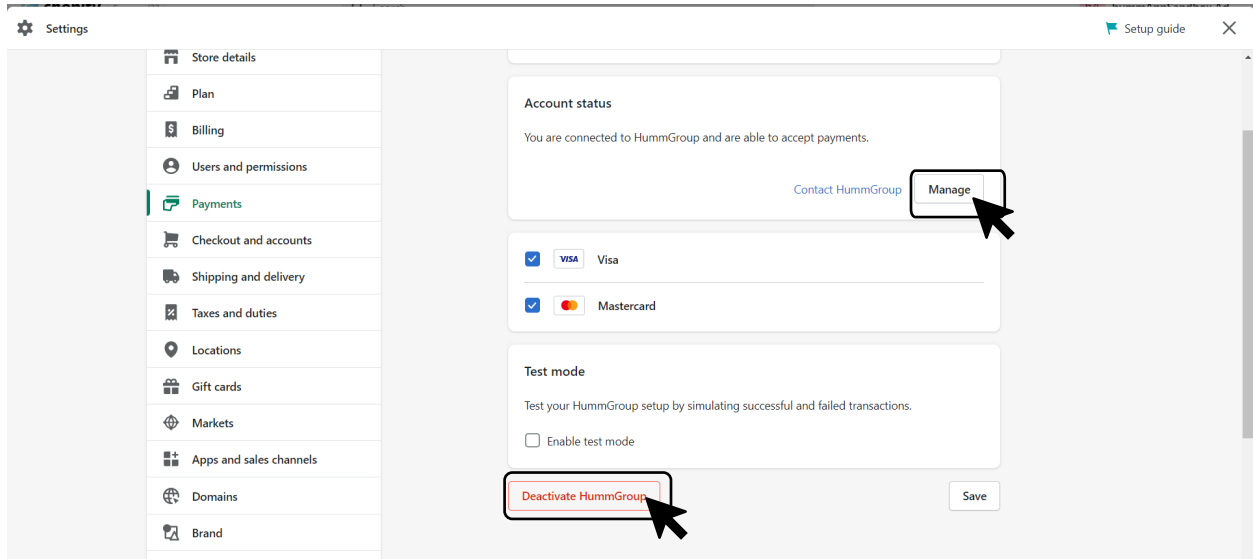 Settings
Setup guide
Store details
Plan
Billing
Users and permissions
Payments
Checkout and accounts
Shipping and delivery
Taxes and duties
Locations
Gift cards
Markets
Apps and sales channels
Domains
Brand
Account status
You are connected to HummGroup and are able to accept payments.
Contact HummGroup
Manage
VISA
Visa
Mastercard
Test mode
Test your HummGroup setup by simulating successful and failed transactions.
Enable test mode
Deactivate HummGroup
Save